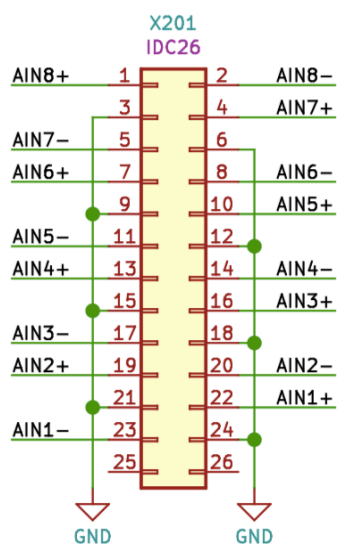 X201
IDC26
AIN8+ 1 2 AIN8-
3 4 AIN7+
AIN7- 5 6
AIN6+ 7 8 AIN6-
9 10 AIN5+
AIN5- 11 12
AIN4+ 13 14 AIN4-
15 16 AIN3+
AIN3- 17 18
AIN2+ 19 20 AIN2-
21 22 AIN1+
AIN1- 23 24
25 26
GND GND